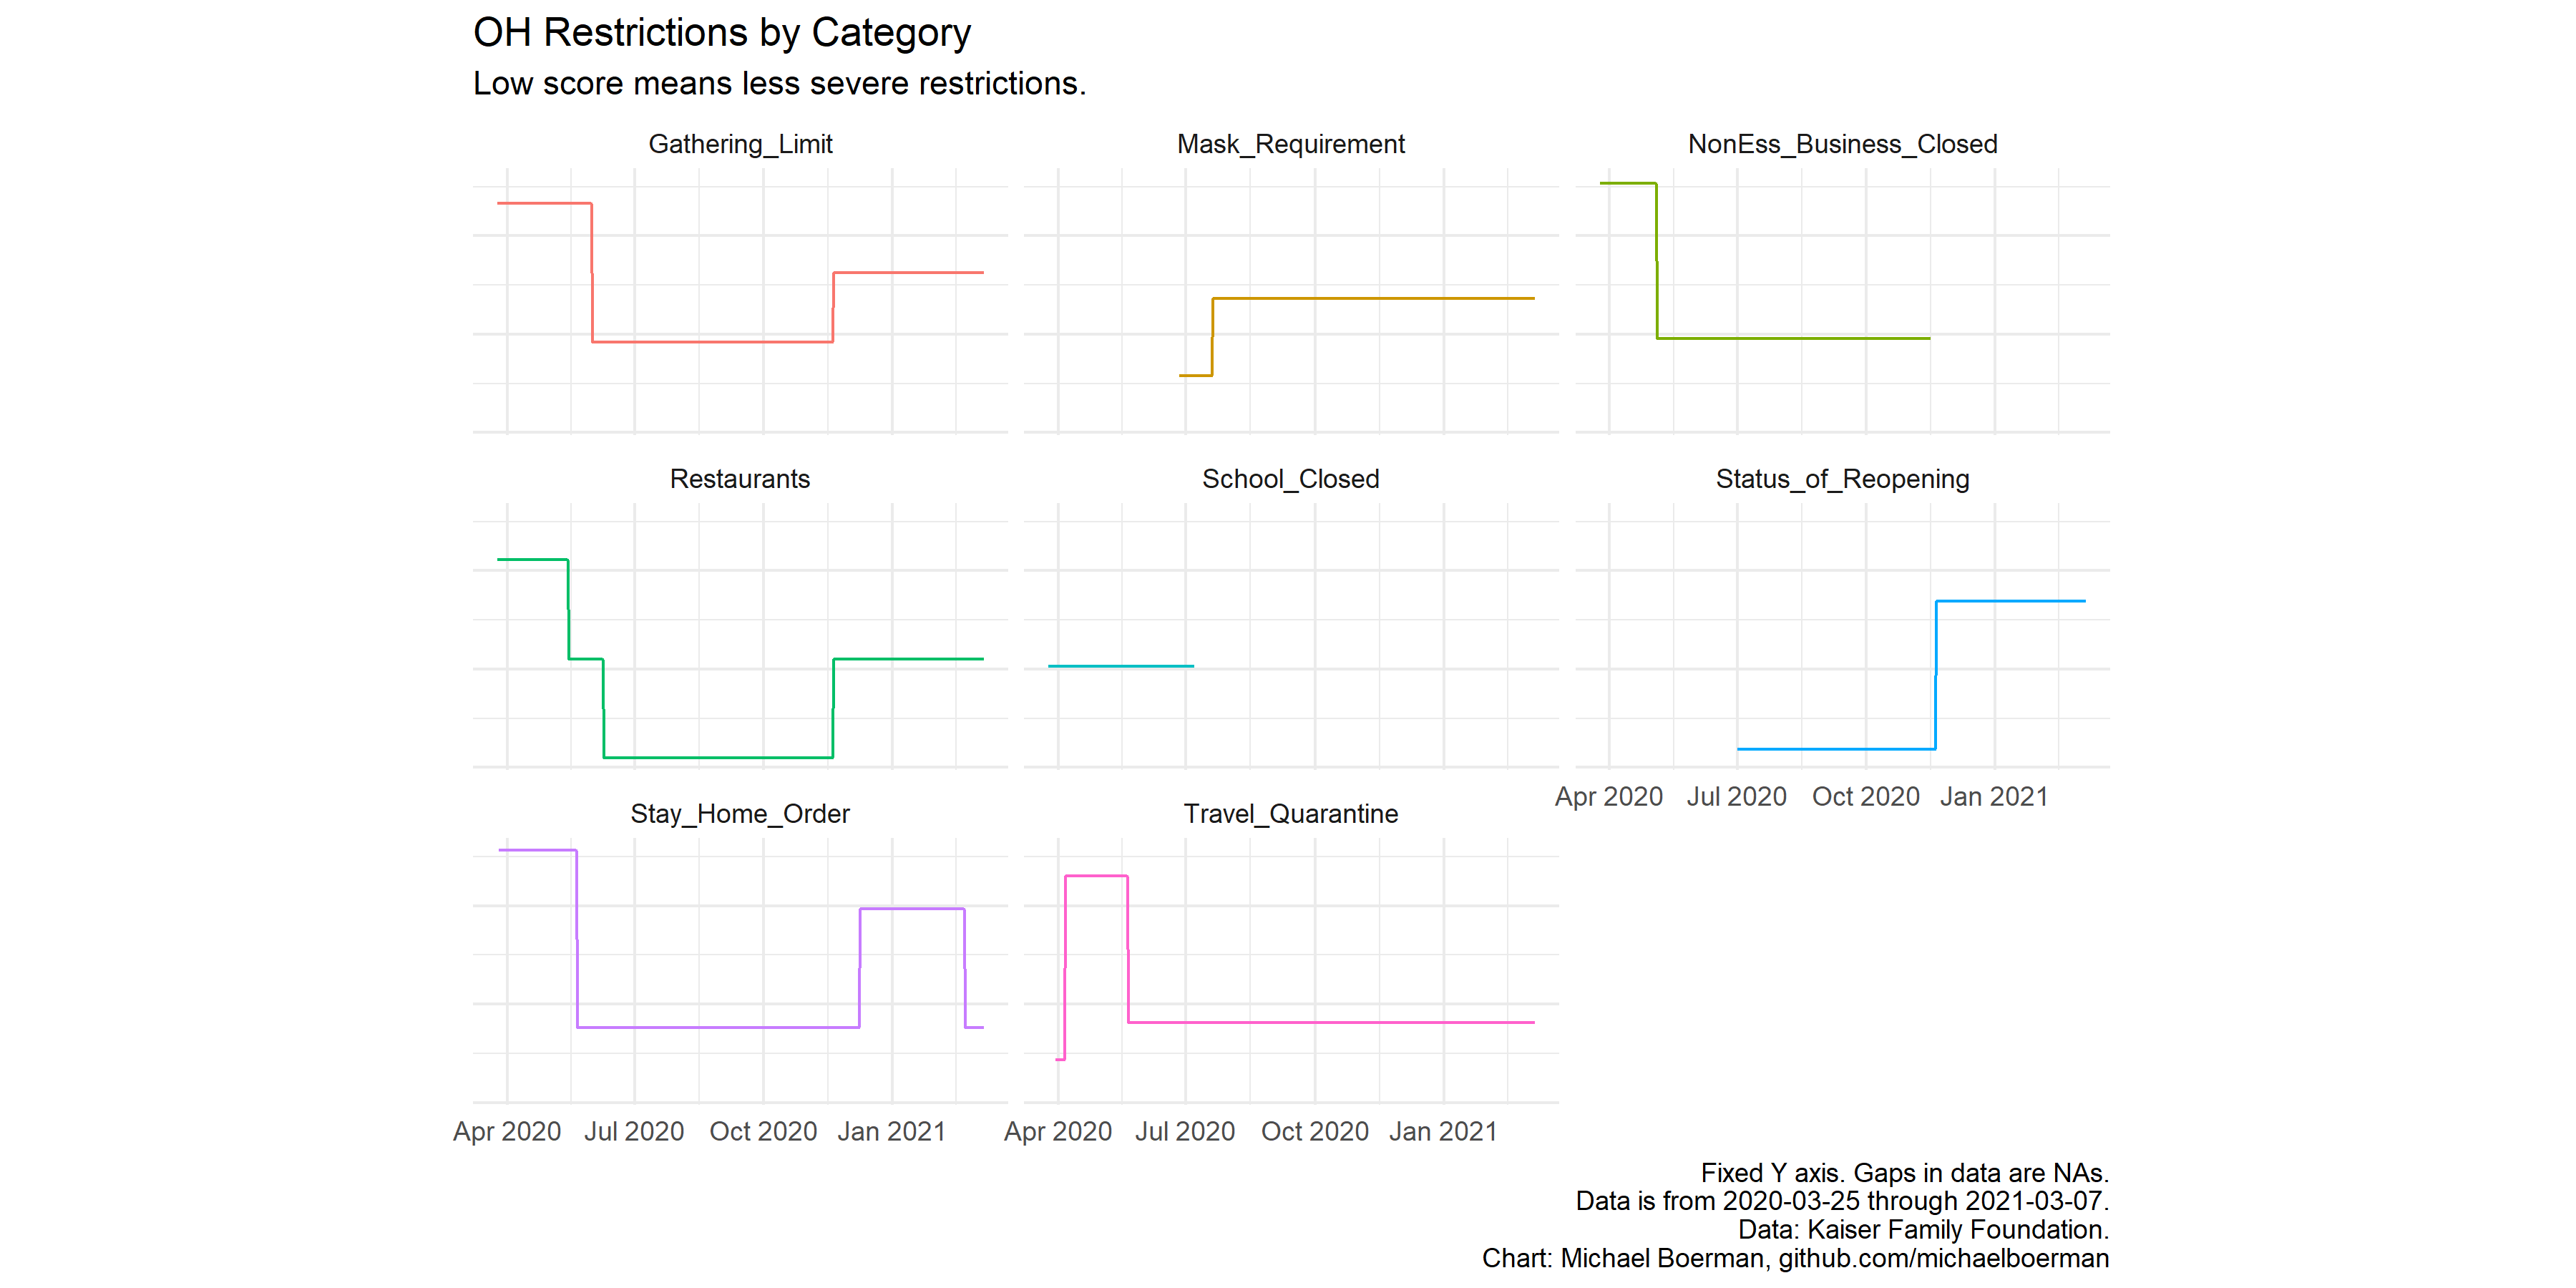 OH Restrictions by Category
Low score means less severe restrictions.
Gathering_Limit
Mask_Requirement
NonEss_Business_Closed
Restaurants
School_Closed
Status_of_Reopening
Apr 2020 Jul 2020 Oct 2020 Jan 2021
Stay_Home_Order
Travel_Quarantine
Apr 2020 Jul 2020 Oct 2020 Jan 2021
Apr 2020 Jul 2020 Oct 2020 Jan 2021
Fixed Y axis. Gaps in data are NAs.
Data is from 2020-03-25 through 2021-03-07.
Data: Kaiser Family Foundation.
Chart: Michael Boerman, github.com/michaelboerman